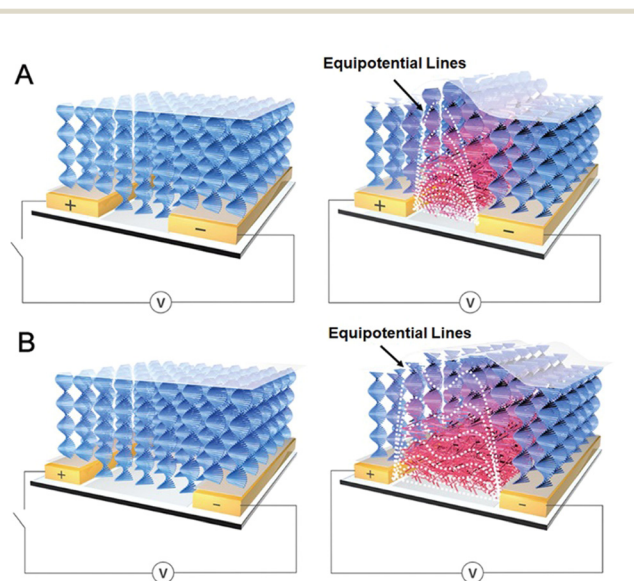 A
Equipotential Lines
+
−
V
+
−
V
B
Equipotential Lines
+
−
V
+
−
V